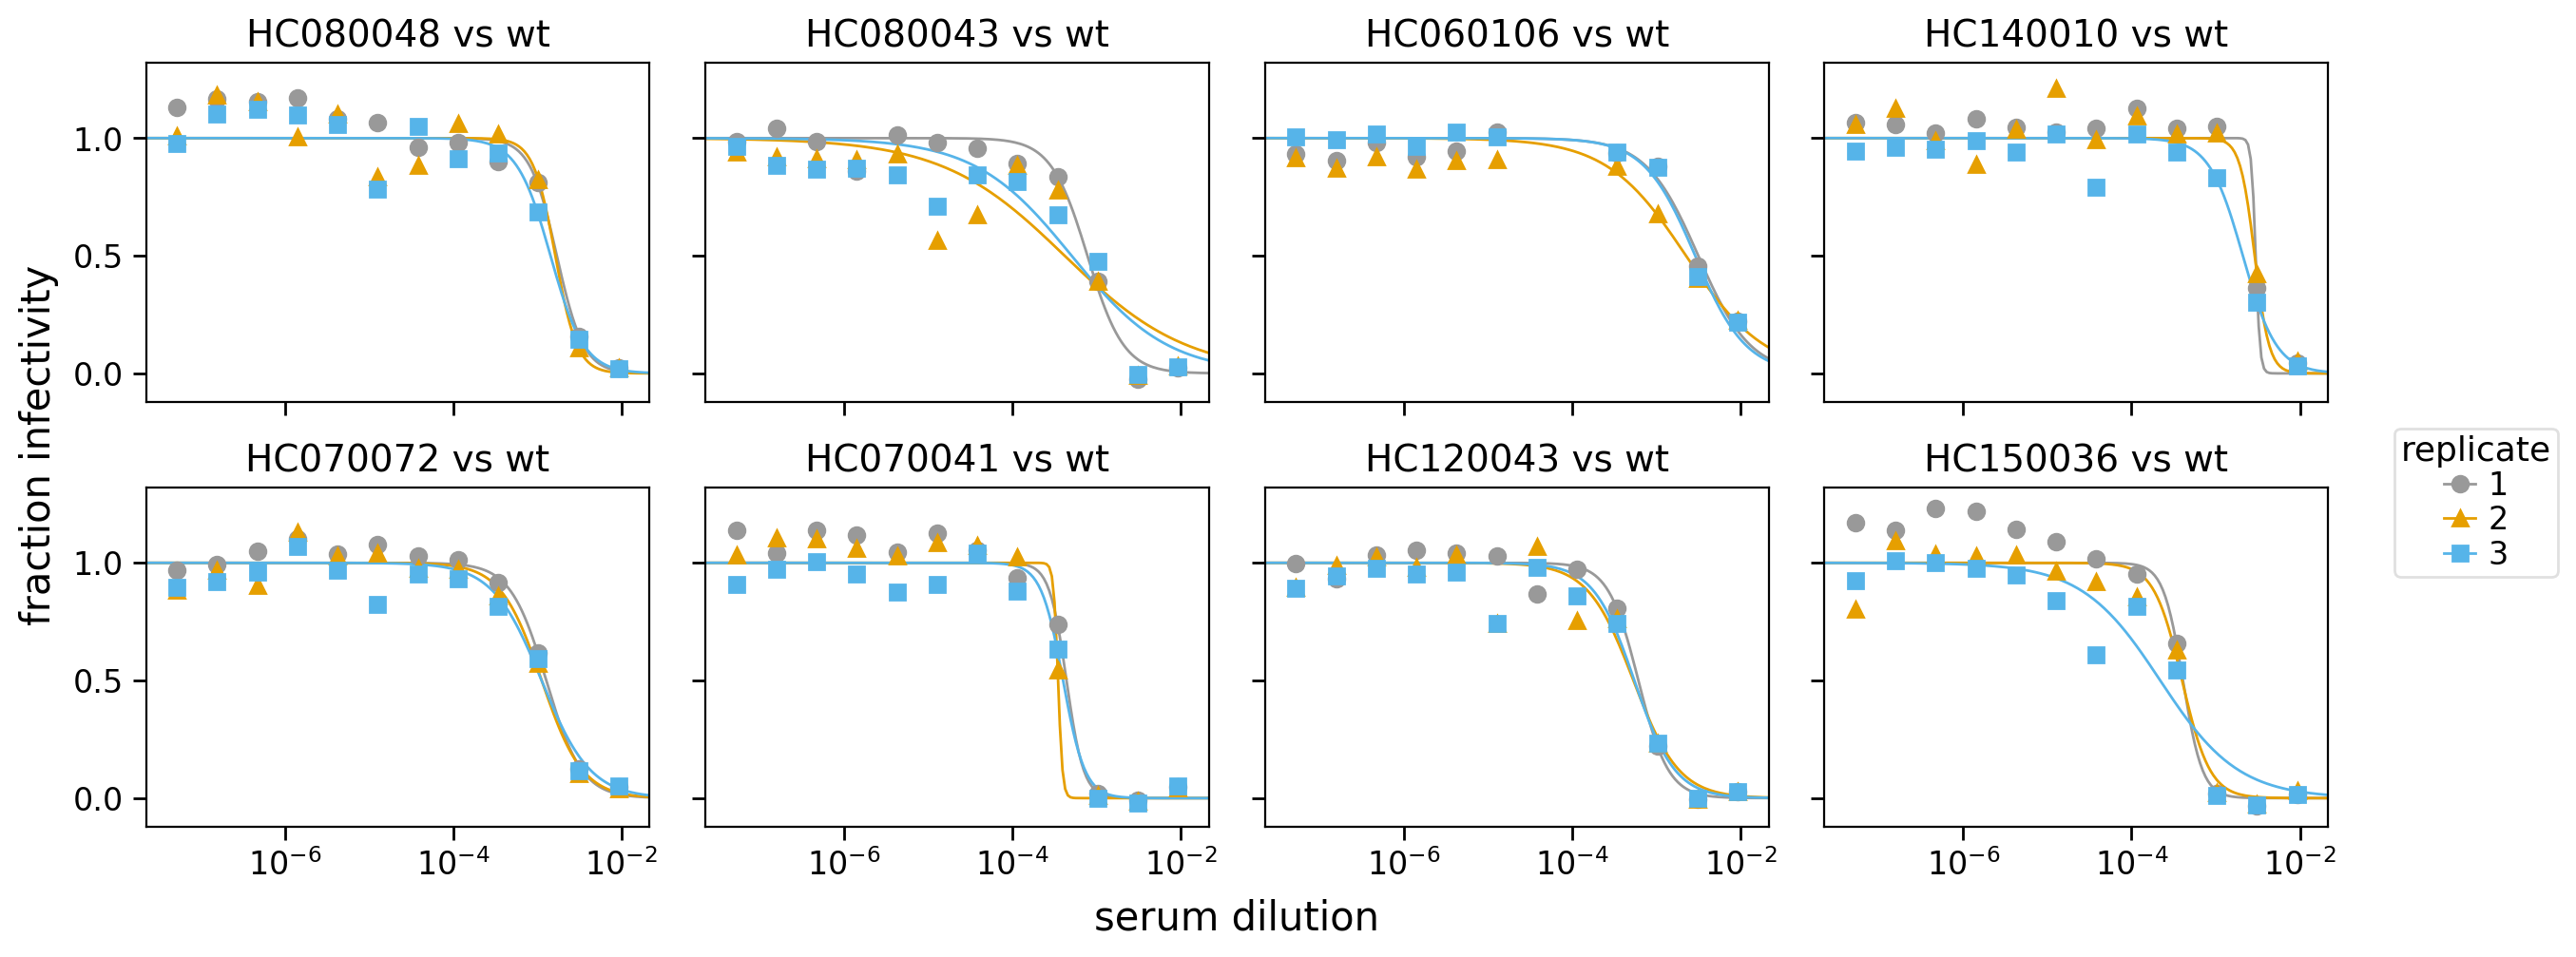 HC080048 vs wt
HC080043 vs wt
HC060106 vs wt
HC140010 vs wt
1.0
0.5
0.0
HC070072 vs wt
HC070041 vs wt
HC120043 vs wt
HC150036 vs wt
1.0
0.5
0.0
10⁻⁶ 10⁻⁴ 10⁻²
10⁻⁶ 10⁻⁴ 10⁻²
10⁻⁶ 10⁻⁴ 10⁻²
10⁻⁶ 10⁻⁴ 10⁻²
fraction infectivity
serum dilution
replicate
1
2
3